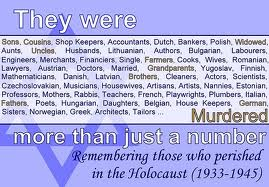 They were
Sons, Cousins, Shop Keepers, Accountants, Dutch, Bankers, Polish, Widowed,
Aunts, Uncles, Husbands, Lithuanian, Authors, Bulgarian, Labourers,
Engineers, Merchants, Financiers, Single, Farmers, Cooks, Wives, Romanian,
Lawyers, Austrian, Doctors, Married, Grandparents, Yugoslav, Finnish,
Mathematicians, Danish, Latvian, Brothers, Cleaners, Actors, Scientists,
Czechoslovakian, Musicians, Housewives, Artisans, Artists, Nannies, Estonian,
Professors, Mothers, Rabbis, Teachers, French, Playwrights, Plumbers, Italian,
Fathers, Poets, Hungarian, Daughters, Belgian, House Keepers, German,
Sisters, Norwegian, Greek, Architects, Tailors ...
Murdered
more than just a number
Remembering those who perished
in the Holocaust (1933-1945)